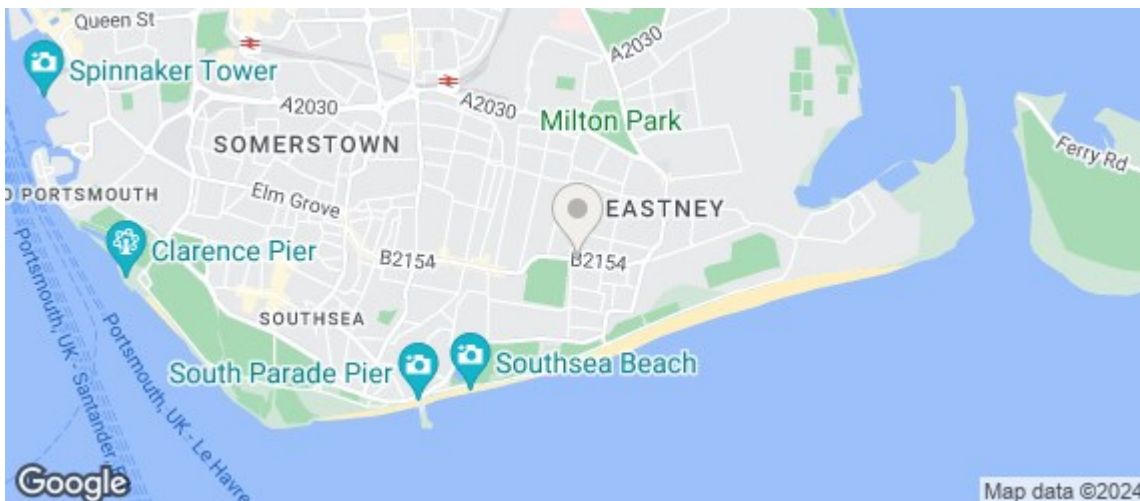 Queen St
Spinnaker Tower
A2030
A2030
A2030
Milton Park
SOMERSTOWN
Ferry Rd
PORTSMOUTH
Elm Grove
EASTNEY
Clarence Pier
B2154
B2154
SOUTHSEA
South Parade Pier
Southsea Beach
Portsmouth, UK - Santander,
Portsmouth, UK - Le Havre
Google
Map data ©2024